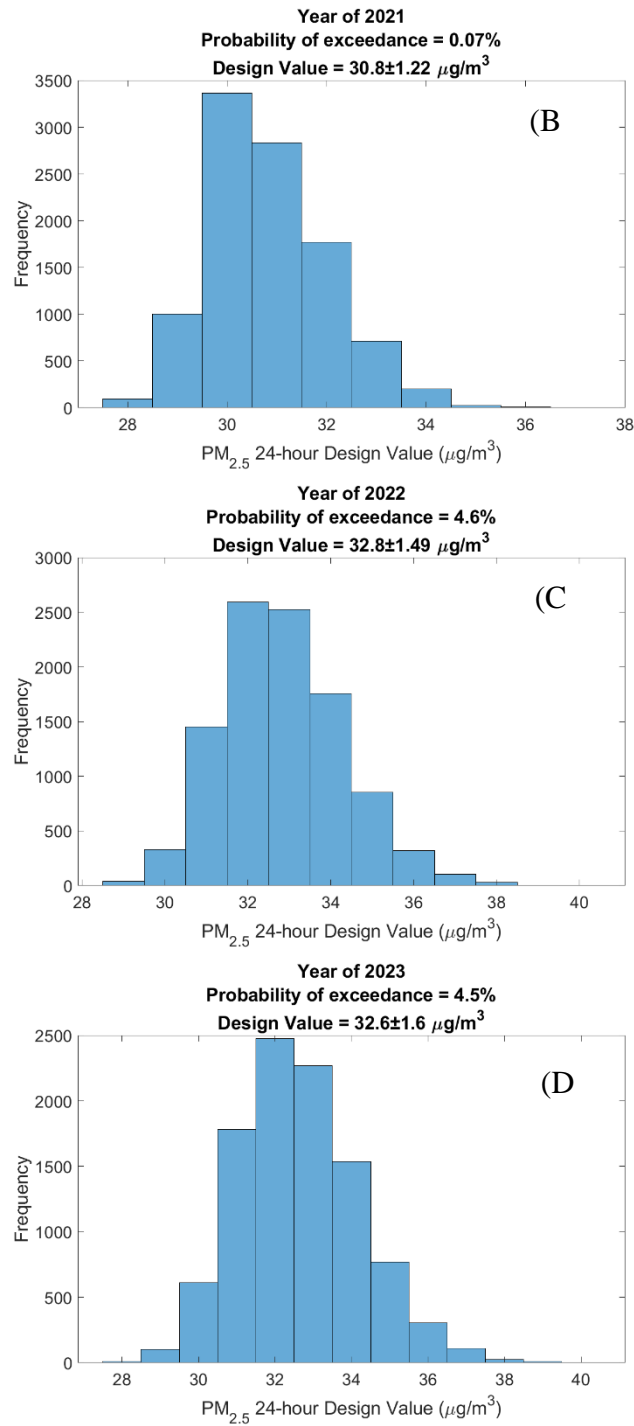 Year of 2021
Probability of exceedance = 0.07%
Design Value = 30.8±1.22 μg/m3
(B
3500
3000
2500
2000
1500
1000
500
0
Frequency
28 30 32 34 36 38
PM2.5 24-hour Design Value (μg/m3)
Year of 2022
Probability of exceedance = 4.6%
Design Value = 32.8±1.49 μg/m3
(C
3000
2500
2000
1500
1000
500
0
Frequency
28 30 32 34 36 38 40
PM2.5 24-hour Design Value (μg/m3)
Year of 2023
Probability of exceedance = 4.5%
Design Value = 32.6±1.6 μg/m3
(D
2500
2000
1500
1000
500
0
Frequency
28 30 32 34 36 38 40
PM2.5 24-hour Design Value (μg/m3)